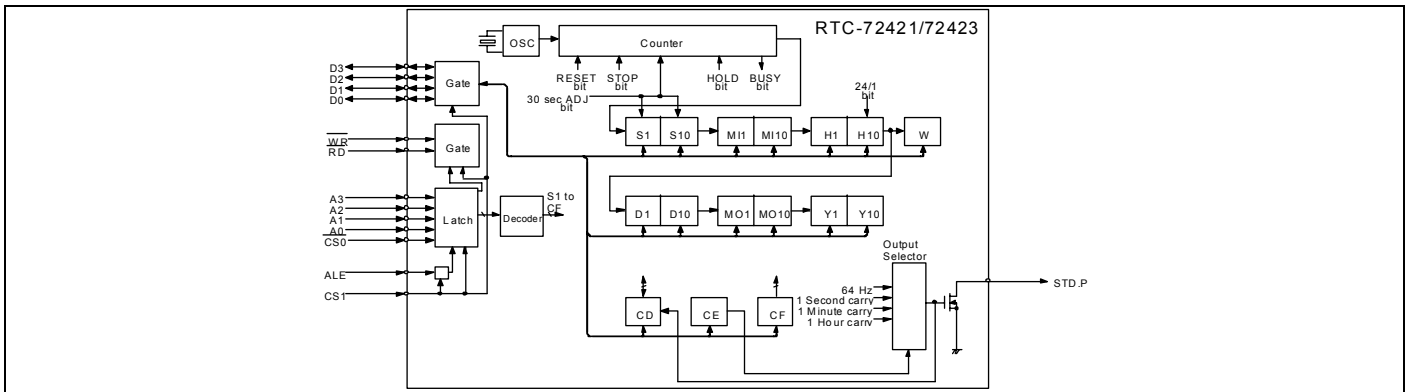 RTC-72421/72423
OSC
Counter
RESET bit
STOP bit
HOLD bit
BUSY bit
30 sec ADJ bit
24/1 bit
D3
D2
D1
D0
Gate
WR
RD
Gate
A3
A2
A1
A0
CS0
Latch
Decoder
S1 to CF
ALE
CS1
S1
S10
MI1
MI10
H1
H10
W
D1
D10
MO1
MO10
Y1
Y10
Output Selector
64 Hz
1 Second carry
1 Minute carry
1 Hour carry
CD
CE
CF
STD.P